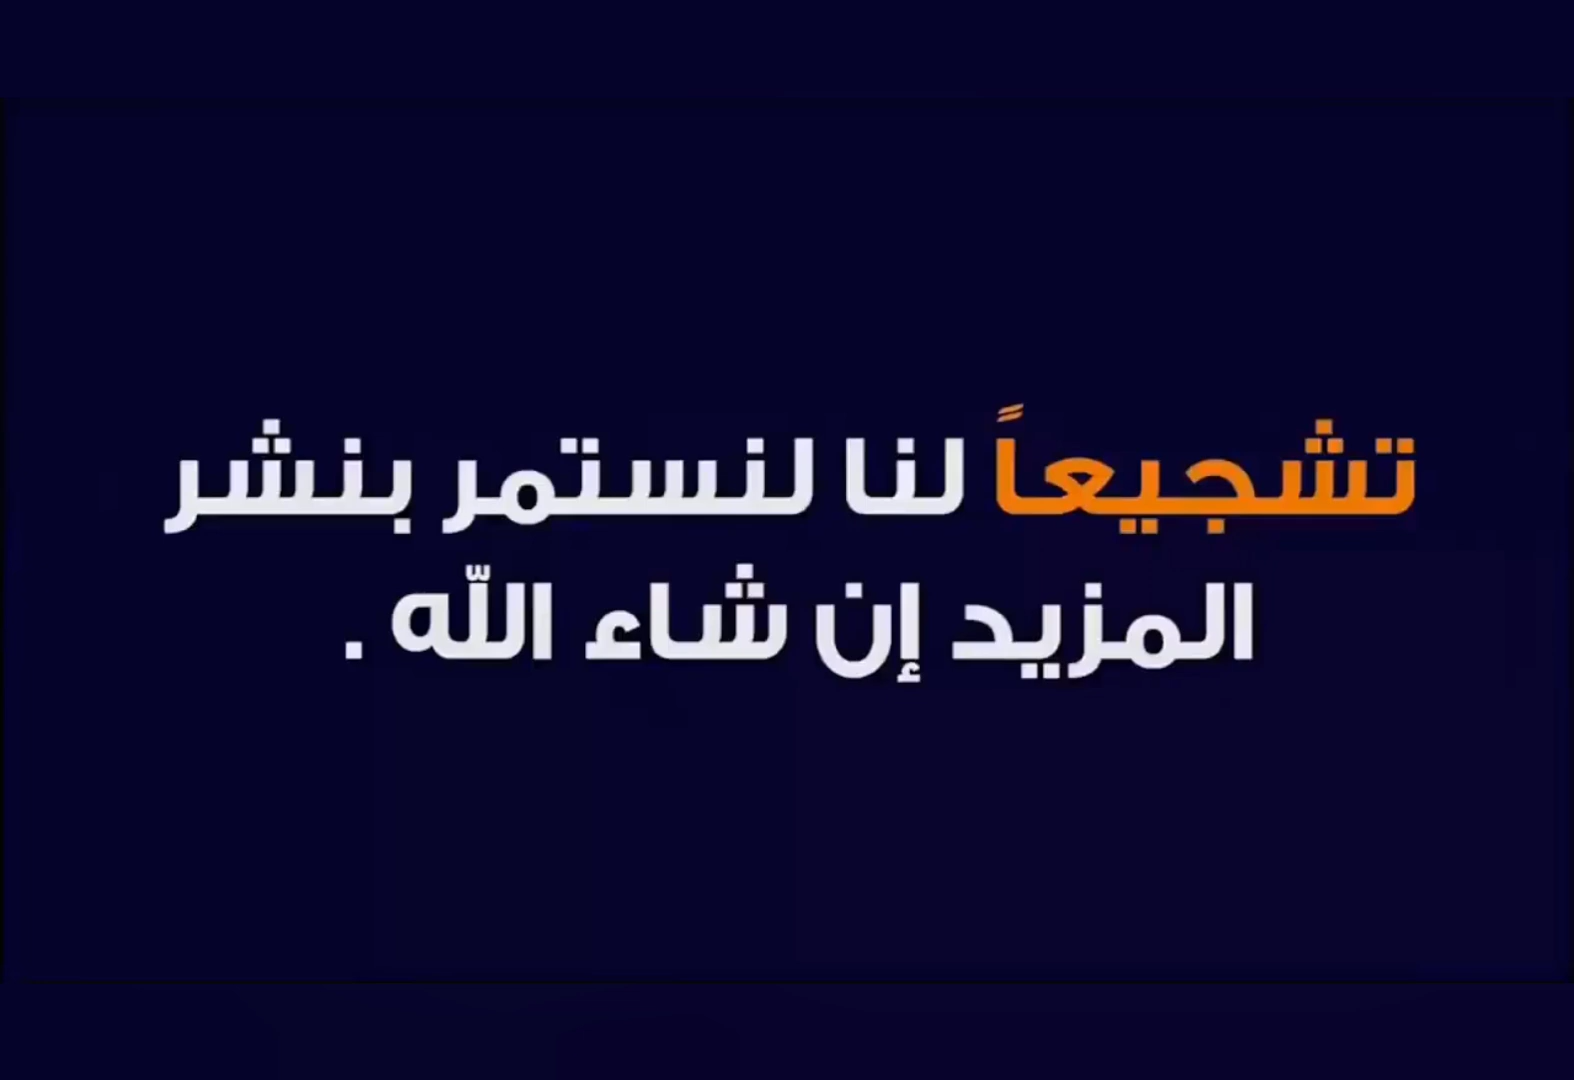 تشجيعاً لنا لنستمر بنشر
المزيد إن شاء اللّه .